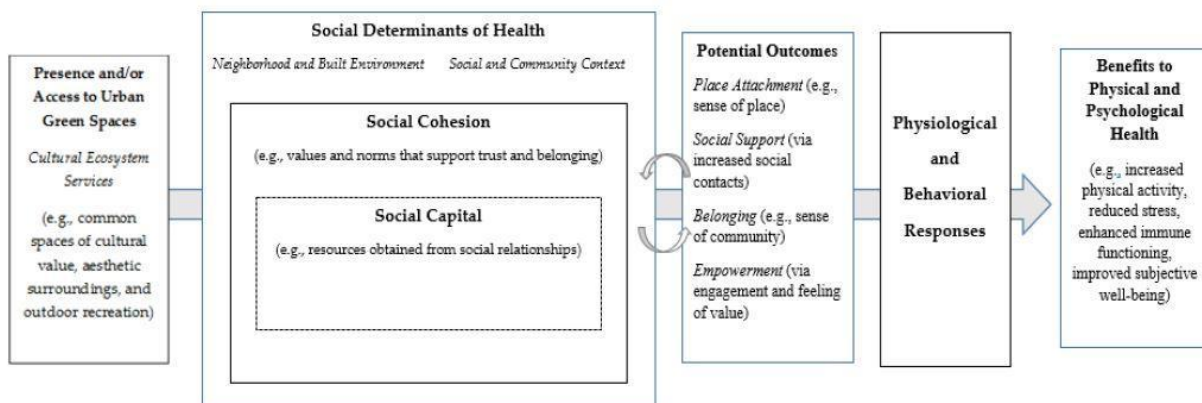 Presence and/or
Access to Urban
Green Spaces
Cultural Ecosystem
Services
(e.g., common
spaces of cultural
value, aesthetic
surroundings, and
outdoor recreation)
Social Determinants of Health
Neighborhood and Built Environment
Social and Community Context
Social Cohesion
(e.g., values and norms that support trust and belonging)
Social Capital
(e.g., resources obtained from social relationships)
Potential Outcomes
Place Attachment (e.g.,
sense of place)
Social Support (via
increased social
contacts)
Belonging (e.g., sense
of community)
Empowerment (via
engagement and feeling
of value)
Physiological
and
Behavioral
Responses
Benefits to
Physical and
Psychological
Health
(e.g., increased
physical activity,
reduced stress,
enhanced immune
functioning,
improved subjective
well-being)